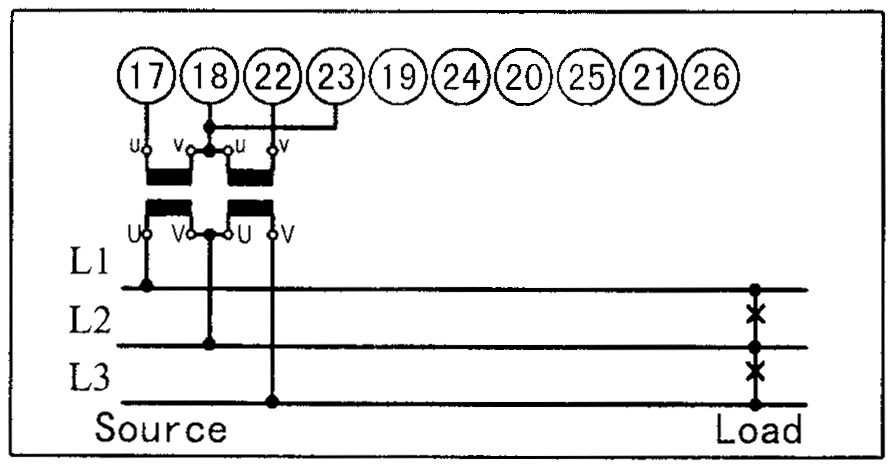 17 18 22 23 19 24 20 25 21 26
u v u v
U V U V
L1
L2
L3
Source Load